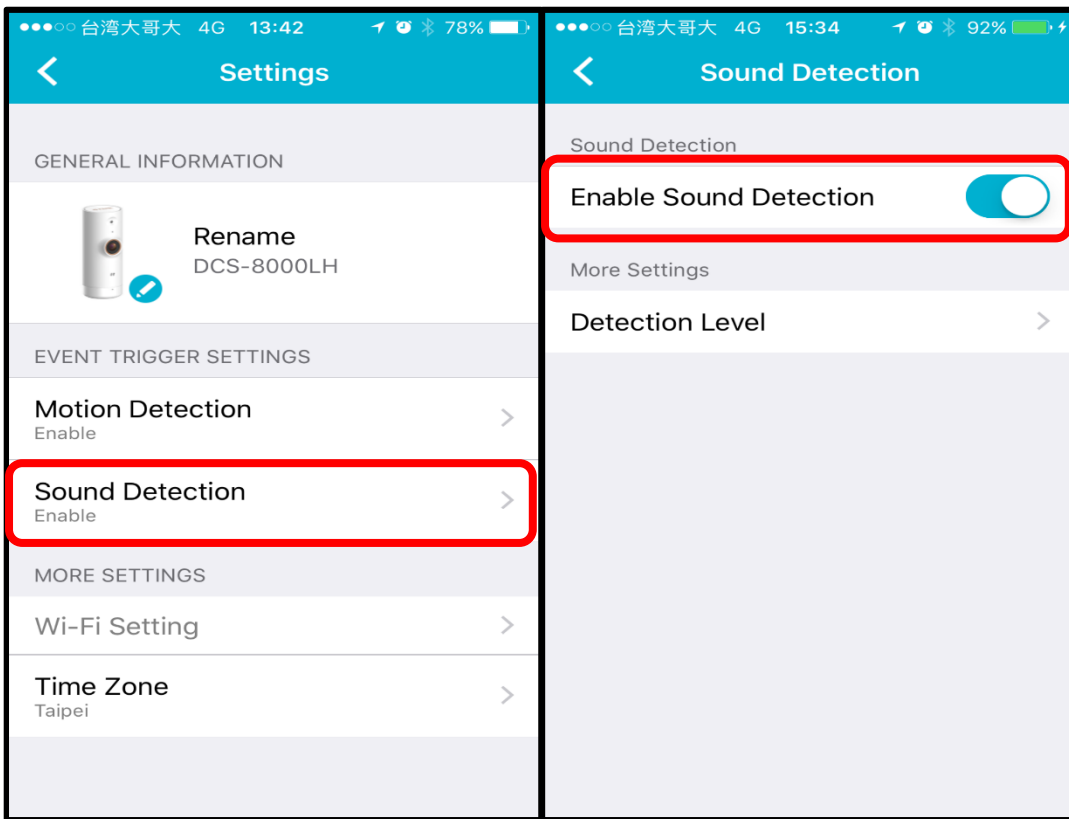 台湾大哥大 4G 13:42 78%
Settings
GENERAL INFORMATION
Rename
DCS-8000LH
EVENT TRIGGER SETTINGS
Motion Detection
Enable
Sound Detection
Enable
MORE SETTINGS
Wi-Fi Setting
Time Zone
Taipei
台湾大哥大 4G 15:34 92%
Sound Detection
Sound Detection
Enable Sound Detection
More Settings
Detection Level